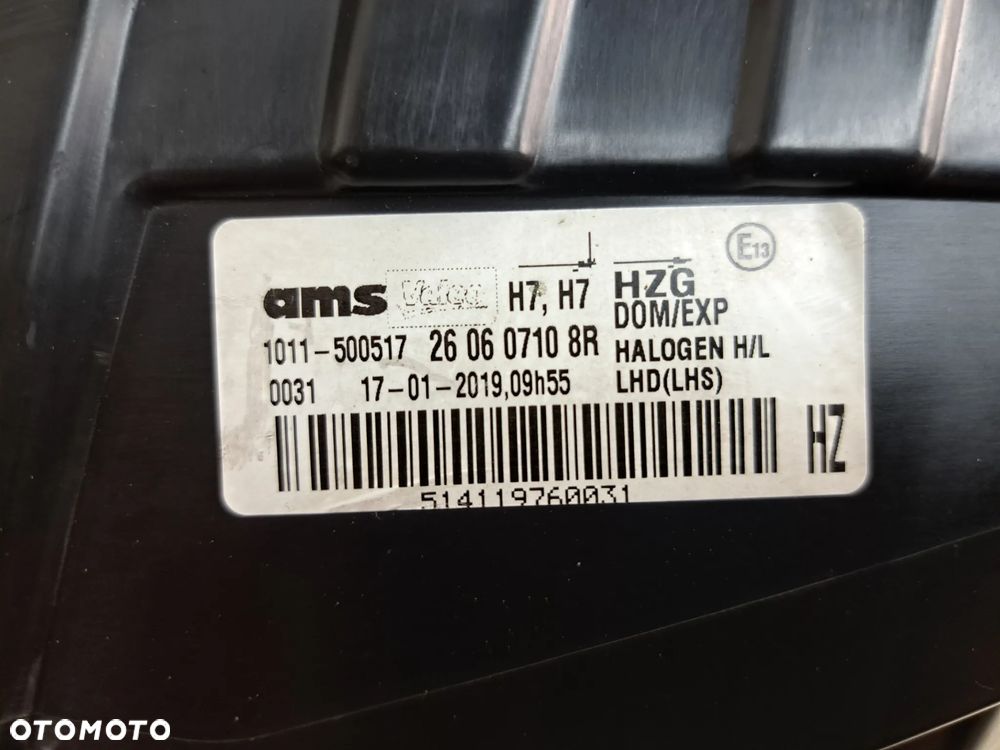 E13
ams Valeo H7, H7 HZG
DOM/EXP
1011-500517 26 06 0710 8R HALOGEN H/L
0031 17-01-2019,09h55 LHD(LHS)
HZ
514119760031
OTOMOTO